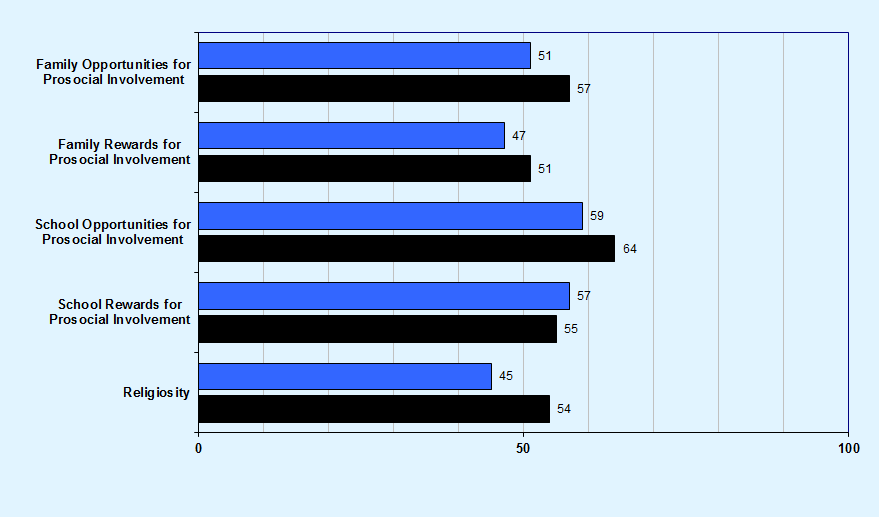 Family Opportunities for
Prosocial Involvement
51
57
Family Rewards for
Prosocial Involvement
47
51
School Opportunities for
Prosocial Involvement
59
64
School Rewards for
Prosocial Involvement
57
55
Religiosity
45
54
0 50 100